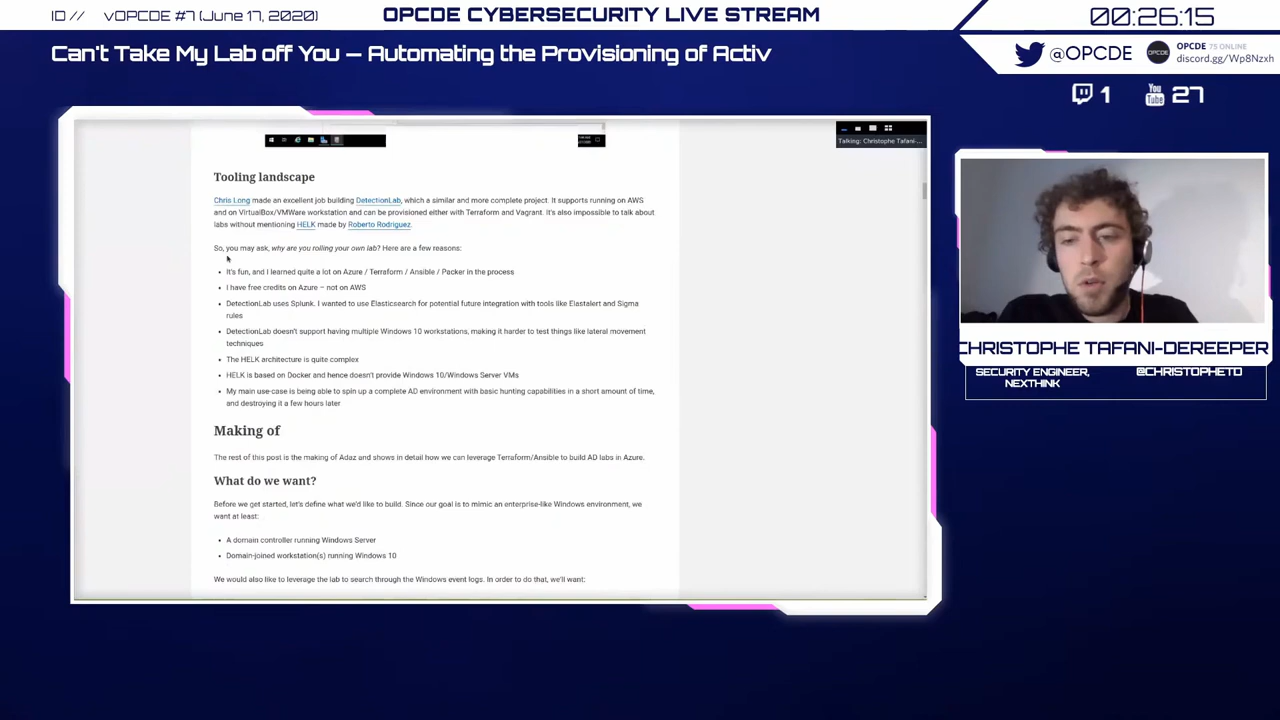 ID // vOPCDE #7 (June 17, 2020)
OPCDE CYBERSECURITY LIVE STREAM
00:26:15
Can't Take My Lab off You — Automating the Provisioning of Activ
@OPCDE
OPCDE
OPCDE 75 ONLINE
discord.gg/Wp8Nzxh
1
You
Tube
27
Talking: Christophe Tafani-...
Tooling landscape
Chris Long made an excellent job building DetectionLab, which a similar and more complete project. It supports running on AWS
and on VirtualBox/VMWare workstation and can be provisioned either with Terraform and Vagrant. It's also impossible to talk about
labs without mentioning HELK made by Roberto Rodriguez.
So, you may ask, why are you rolling your own lab? Here are a few reasons:
• It's fun, and I learned quite a lot on Azure / Terraform / Ansible / Packer in the process
• I have free credits on Azure – not on AWS
• DetectionLab uses Splunk. I wanted to use Elasticsearch for potential future integration with tools like Elastalert and Sigma
rules
• DetectionLab doesn't support having multiple Windows 10 workstations, making it harder to test things like lateral movement
techniques
• The HELK architecture is quite complex
• HELK is based on Docker and hence doesn't provide Windows 10/Windows Server VMs
• My main use-case is being able to spin up a complete AD environment with basic hunting capabilities in a short amount of time,
and destroying it a few hours later
Making of
The rest of this post is the making of Adaz and shows in detail how we can leverage Terraform/Ansible to build AD labs in Azure.
What do we want?
Before we get started, let's define what we'd like to build. Since our goal is to mimic an enterprise-like Windows environment, we
want at least:
• A domain controller running Windows Server
• Domain-joined workstation(s) running Windows 10
We would also like to leverage the lab to search through the Windows event logs. In order to do that, we'll want:
CHRISTOPHE TAFANI-DEREEPER
SECURITY ENGINEER,
NEXTHINK
@CHRISTOPHETD